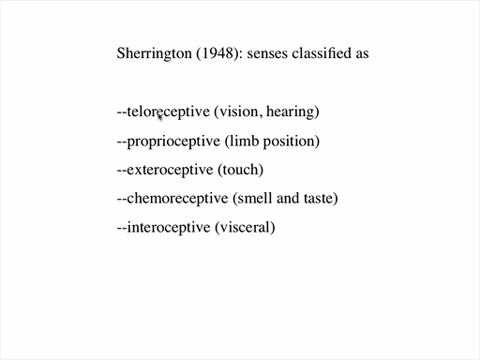 Sherrington (1948): senses classified as
--teloreceptive (vision, hearing)
--proprioceptive (limb position)
--exteroceptive (touch)
--chemoreceptive (smell and taste)
--interoceptive (visceral)